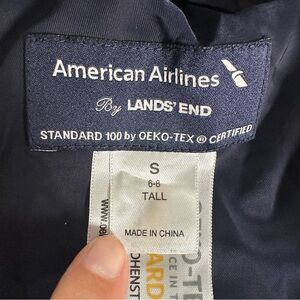 American Airlines
By LANDS' END
STANDARD 100 by OEKO-TEX ® CERTIFIED
S
6-8
TALL
MADE IN CHINA